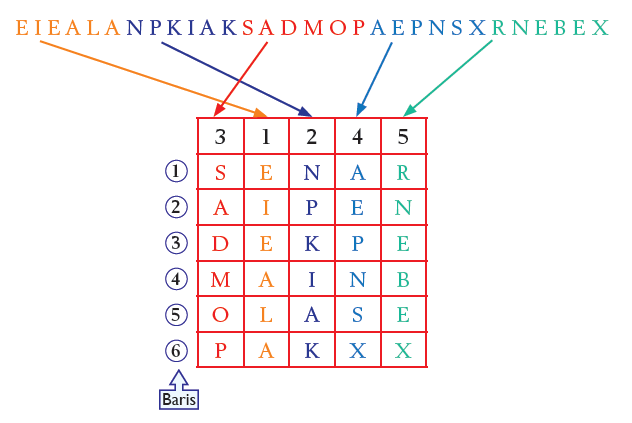 EIEALANPKIAKSADMOPAEPNSXRNEBEX
3 1 2 4 5
1 S E N A R
2 A I P E N
3 D E K P E
4 M A I N B
5 O L A S E
6 P A K X X
Baris